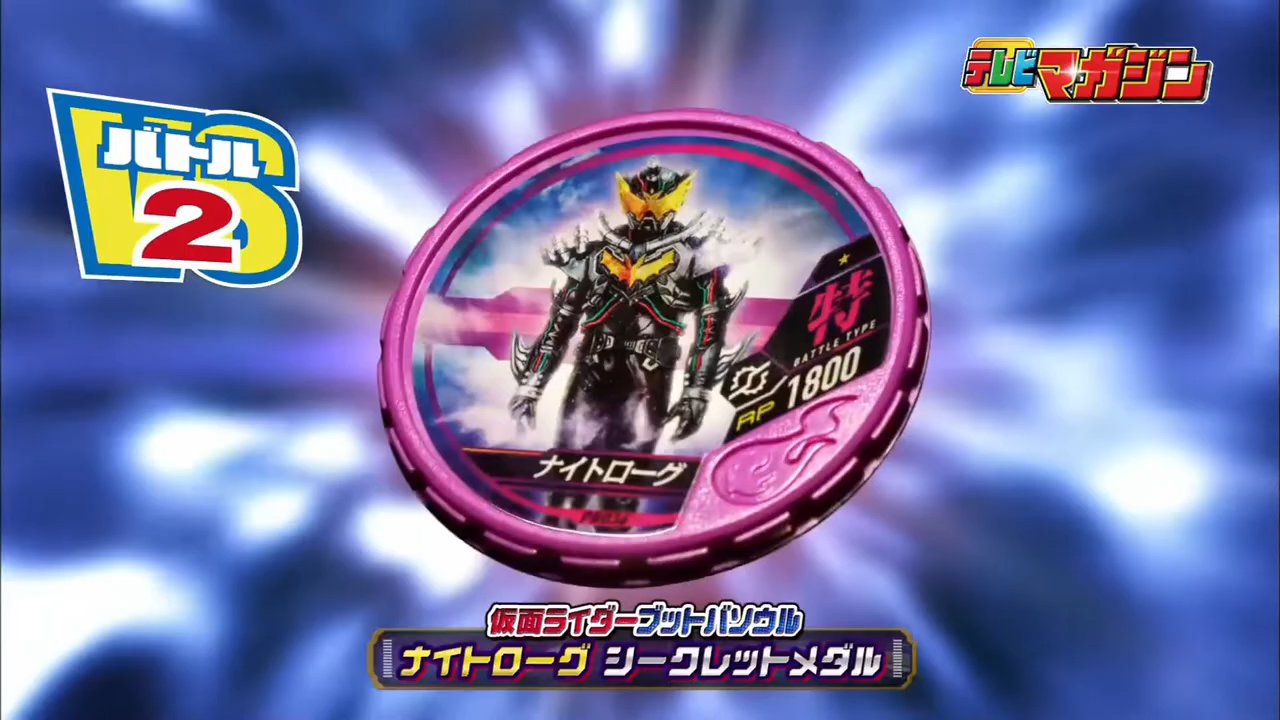 テレビマガジン
VS
バトル
2
特
BATTLE TYPE
RP 1800
ナイトローグ
仮面ライダーブットバソウル
ナイトローグ シークレットメダル